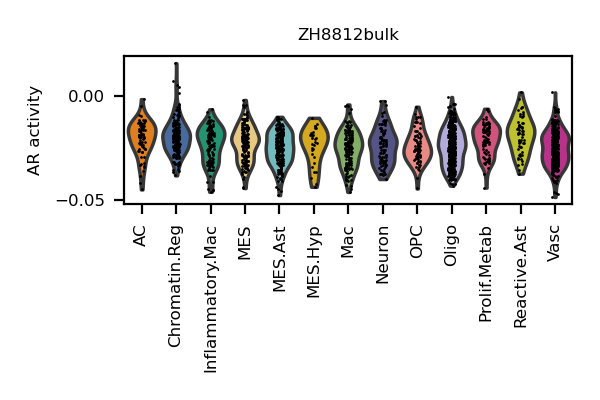 ZH8812bulk
AR activity
0.00
−0.05
AC
Chromatin.Reg
Inflammatory.Mac
MES
MES.Ast
MES.Hyp
Mac
Neuron
OPC
Oligo
Prolif.Metab
Reactive.Ast
Vasc